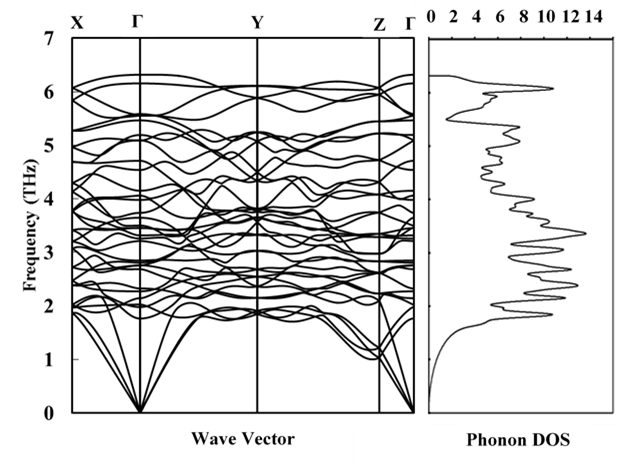 X Γ Y Z Γ
0 2 4 6 8 10 12 14
7
6
5
4
3
2
1
0
Frequency (THz)
Wave Vector
Phonon DOS